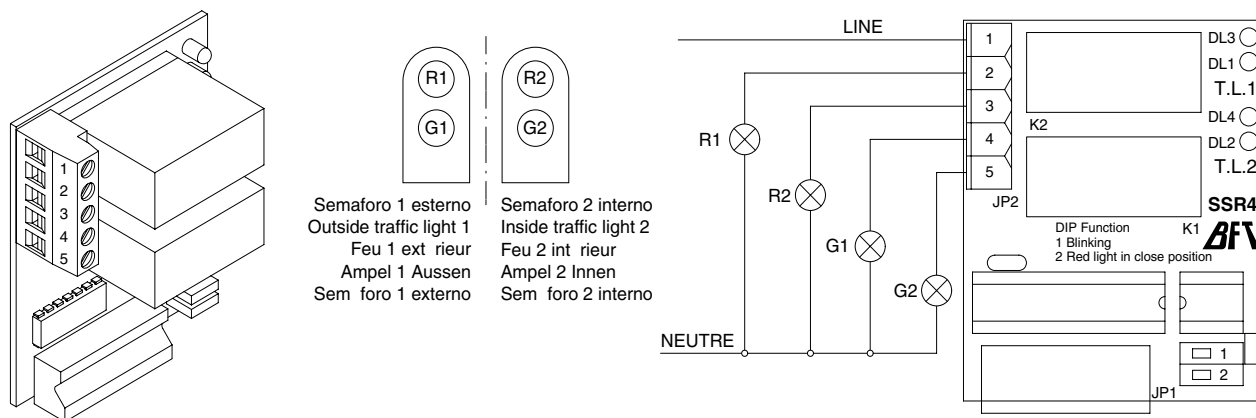 1
2
3
4
5
R1
G1
R2
G2
Semaforo 1 esterno
Outside traffic light 1
Feu 1 ext rieur
Ampel 1 Aussen
Sem foro 1 externo
Semaforo 2 interno
Inside traffic light 2
Feu 2 int rieur
Ampel 2 Innen
Sem foro 2 interno
LINE
R1
R2
G1
G2
NEUTRE
1
2
3
4
5
JP2
K2
K1
DL3
DL1
T.L.1
DL4
DL2
T.L.2
SSR4
BFT
DIP Function
1 Blinking
2 Red light in close position
1
2
JP1